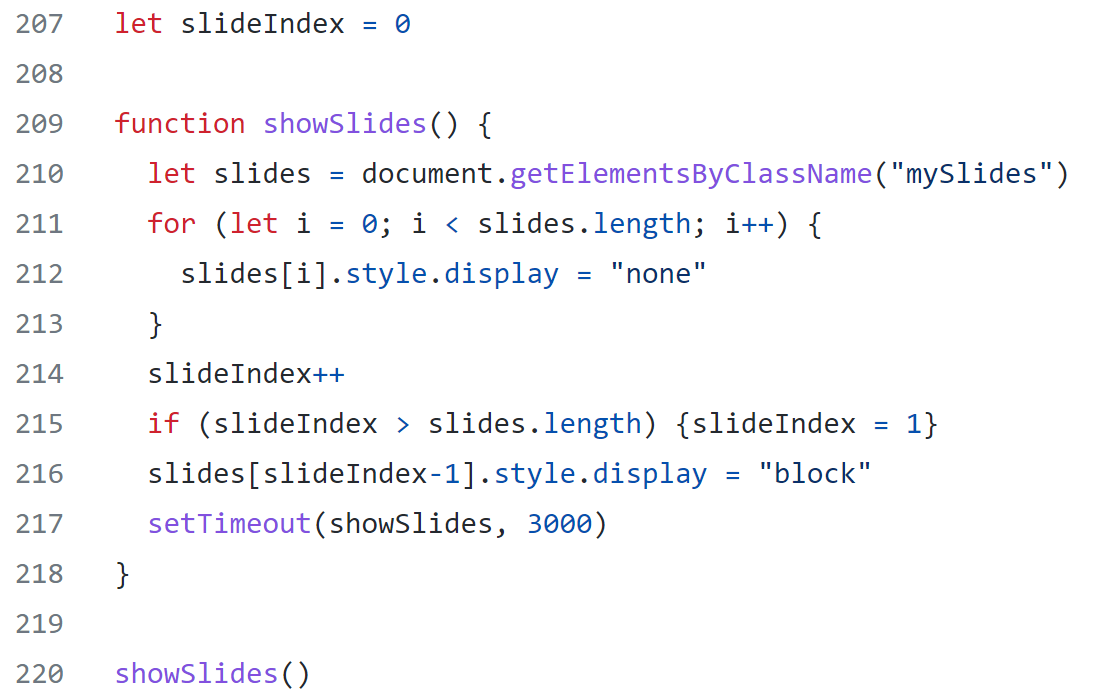 207 let slideIndex = 0
208
209 function showSlides() {
210   let slides = document.getElementsByClassName("mySlides")
211   for (let i = 0; i < slides.length; i++) {
212     slides[i].style.display = "none"
213   }
214   slideIndex++
215   if (slideIndex > slides.length) {slideIndex = 1}
216   slides[slideIndex-1].style.display = "block"
217   setTimeout(showSlides, 3000)
218 }
219
220 showSlides()